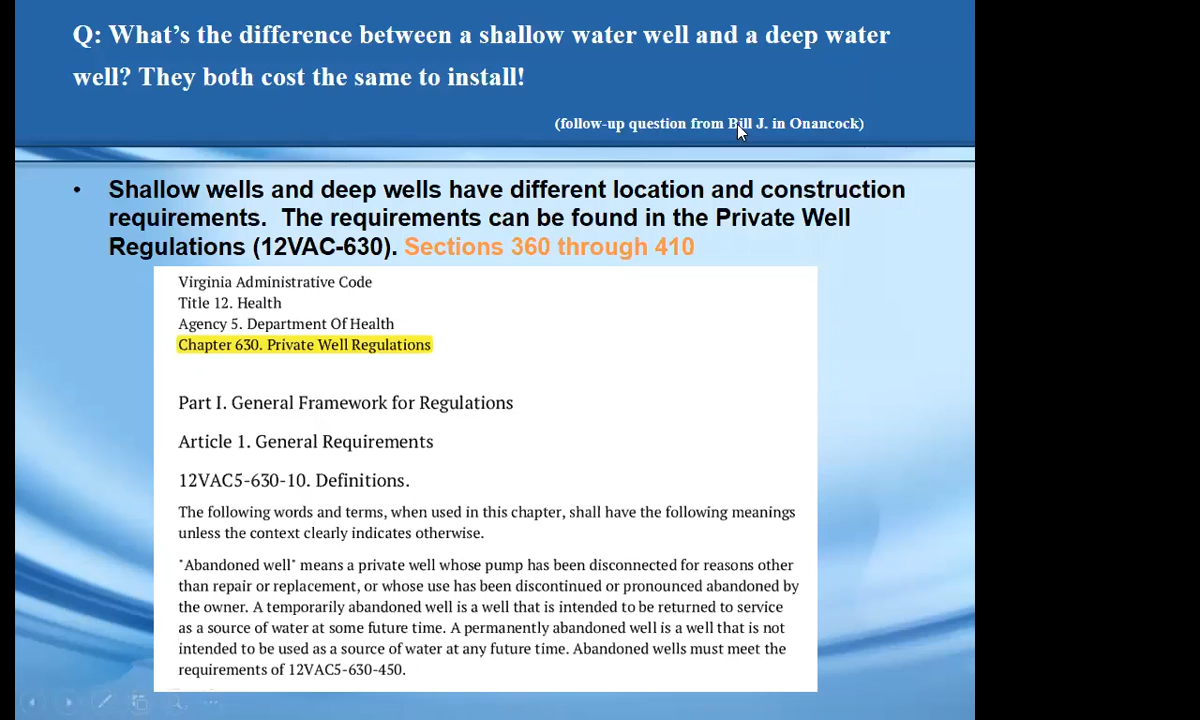 Q: What's the difference between a shallow water well and a deep water
well? They both cost the same to install!
(follow-up question from Bill J. in Onancock)
• Shallow wells and deep wells have different location and construction
requirements. The requirements can be found in the Private Well
Regulations (12VAC-630). Sections 360 through 410
Virginia Administrative Code
Title 12. Health
Agency 5. Department Of Health
Chapter 630. Private Well Regulations
Part I. General Framework for Regulations
Article 1. General Requirements
12VAC5-630-10. Definitions.
The following words and terms, when used in this chapter, shall have the following meanings
unless the context clearly indicates otherwise.
"Abandoned well" means a private well whose pump has been disconnected for reasons other
than repair or replacement, or whose use has been discontinued or pronounced abandoned by
the owner. A temporarily abandoned well is a well that is intended to be returned to service
as a source of water at some future time. A permanently abandoned well is a well that is not
intended to be used as a source of water at any future time. Abandoned wells must meet the
requirements of 12VAC5-630-450.